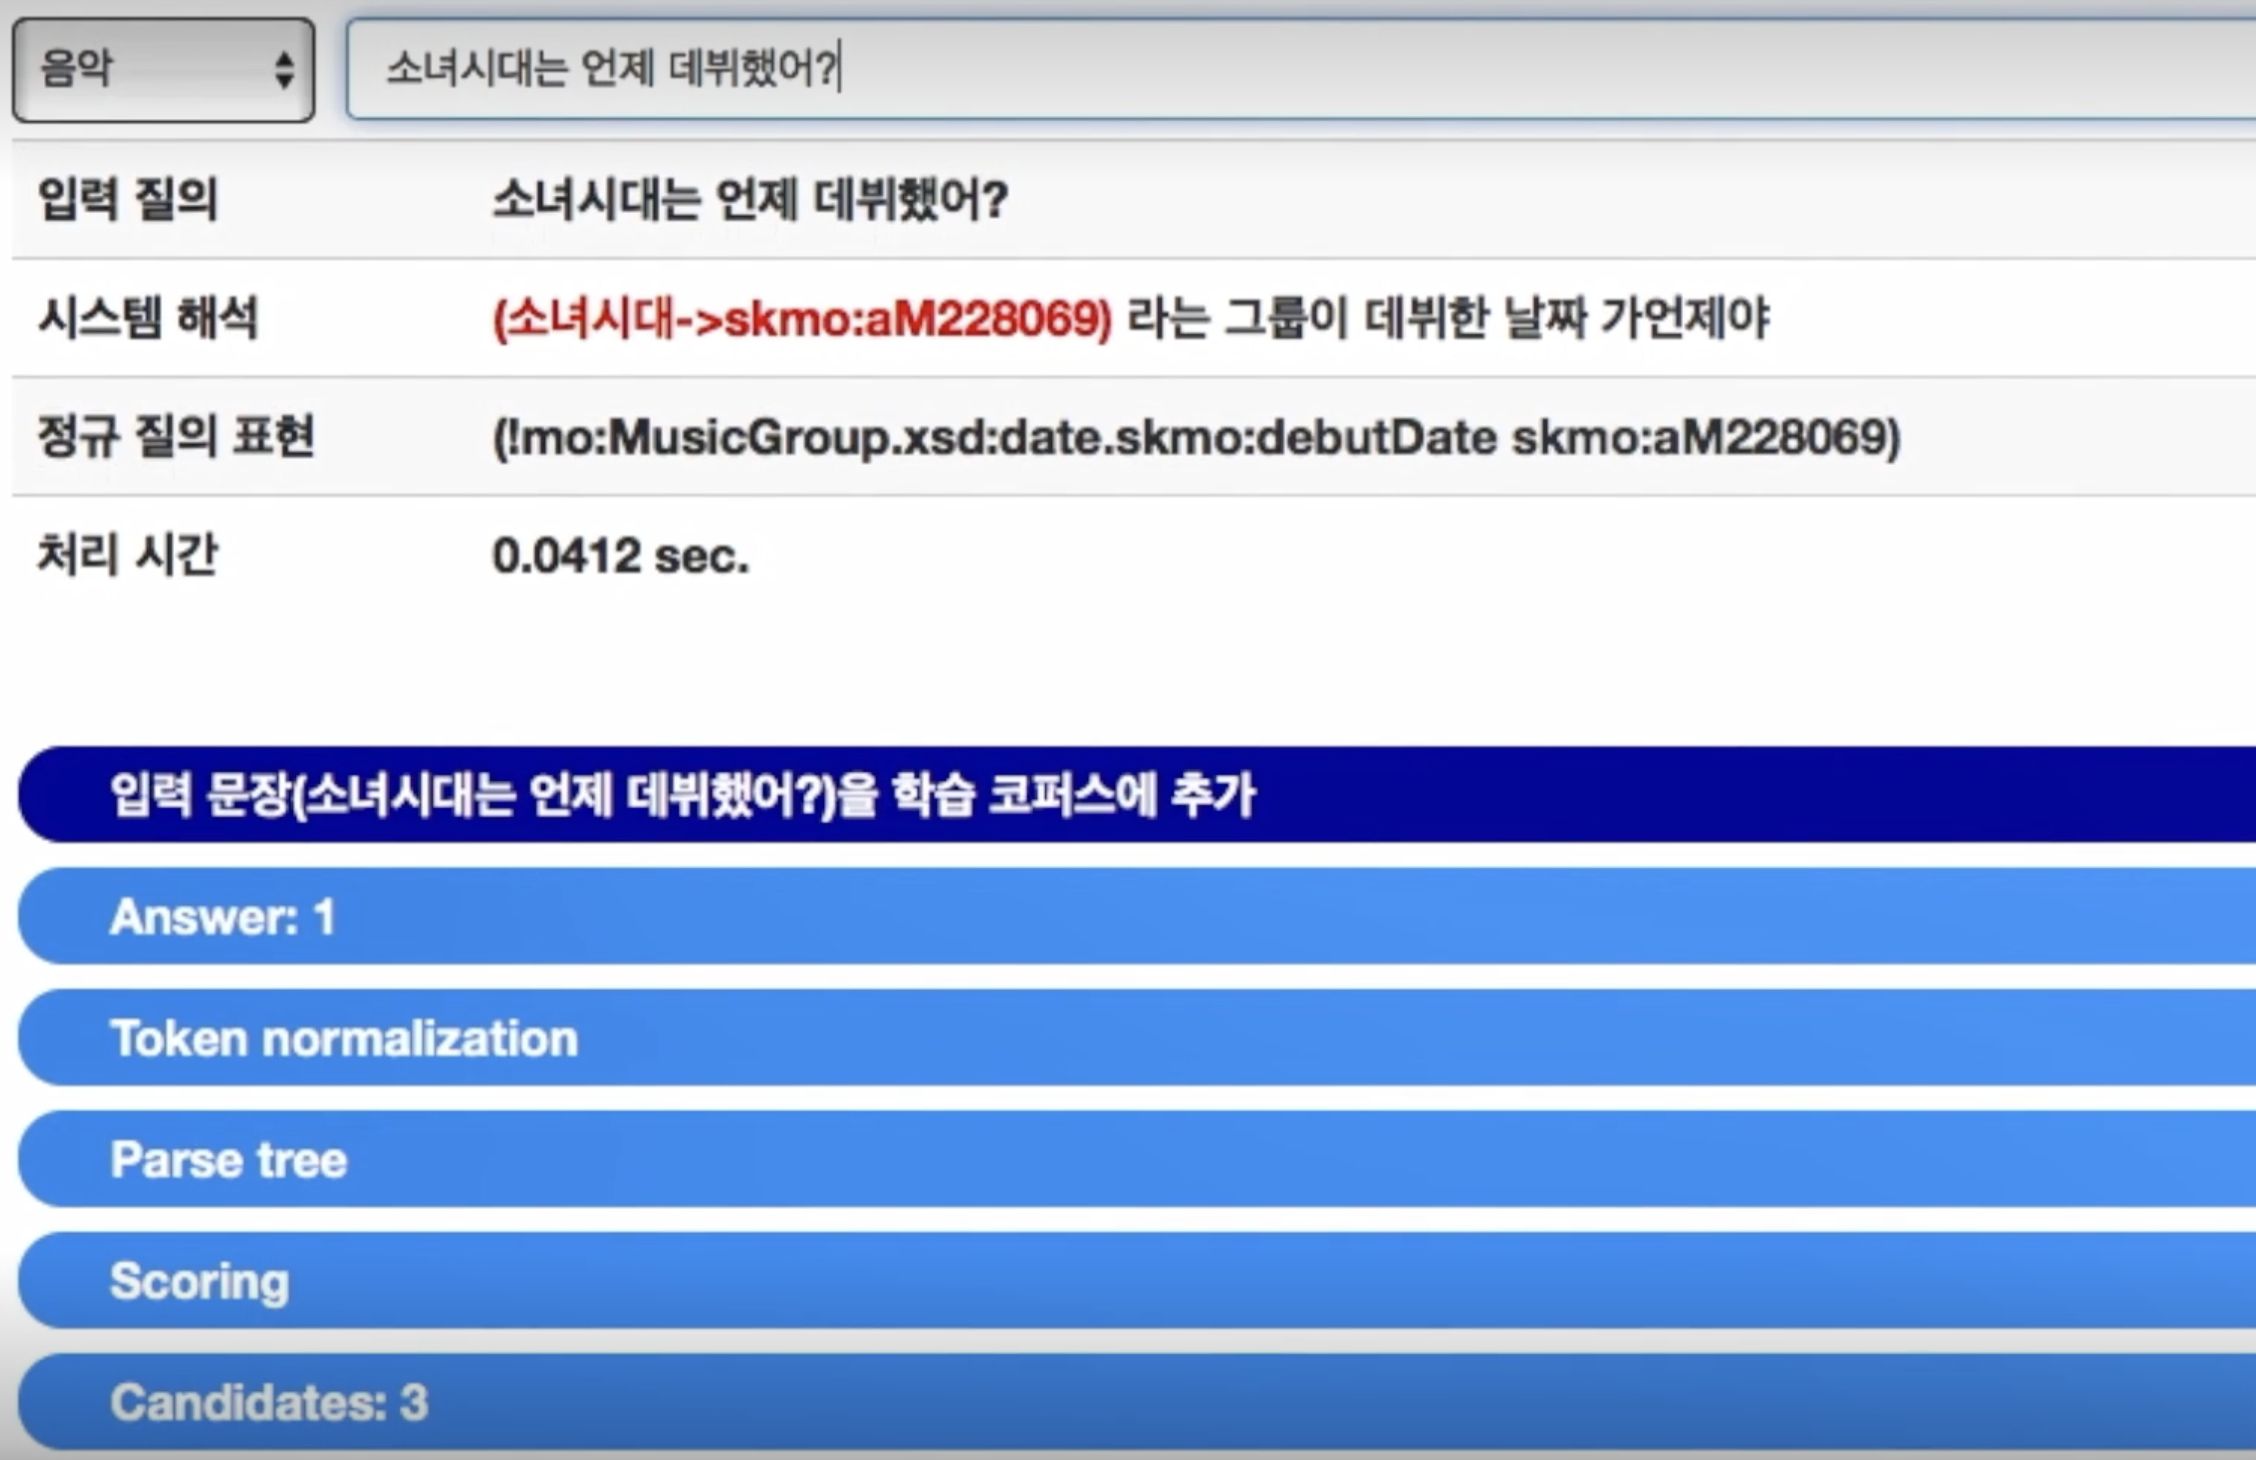 음악 소녀시대는 언제 데뷔했어?
입력 질의 소녀시대는 언제 데뷔했어?
시스템 해석 (소녀시대->skmo:aM228069) 라는 그룹이 데뷔한 날짜 가언제야
정규 질의 표현 (!mo:MusicGroup.xsd:date.skmo:debutDate skmo:aM228069)
처리 시간 0.0412 sec.
입력 문장(소녀시대는 언제 데뷔했어?)을 학습 코퍼스에 추가
Answer: 1
Token normalization
Parse tree
Scoring
Candidates: 3